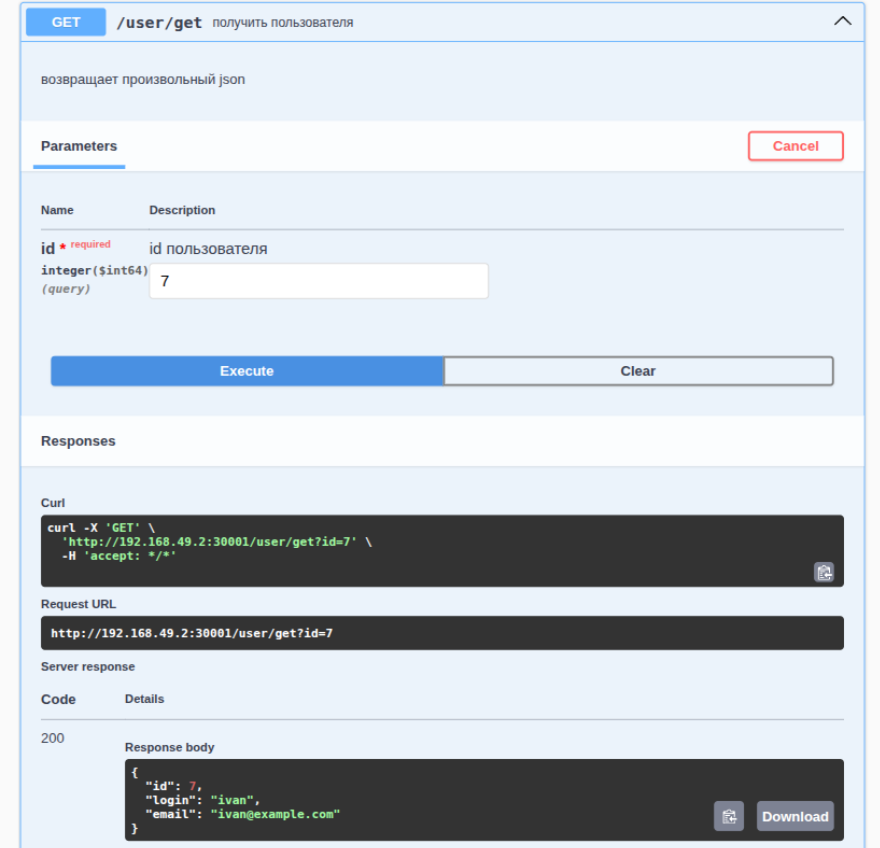 GET /user/get получить пользователя
возвращает произвольный json
Parameters
Cancel
Name Description
id * required id пользователя
integer($int64) 7
(query)
Execute Clear
Responses
Curl
curl -X 'GET' \
'http://192.168.49.2:30001/user/get?id=7' \
-H 'accept: */*'
Request URL
http://192.168.49.2:30001/user/get?id=7
Server response
Code Details
200
Response body
{
"id": 7,
"login": "ivan",
"email": "ivan@example.com"
}
Download